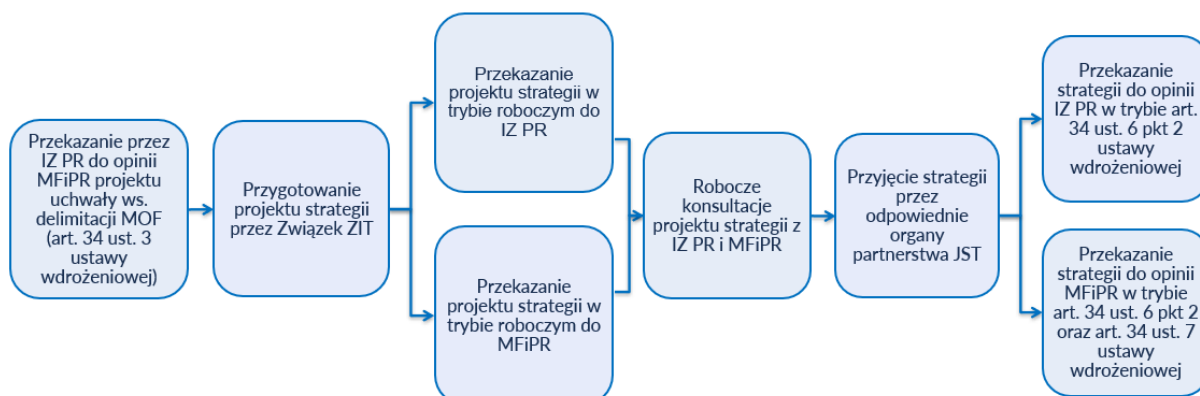 Przekazanie przez
IZ PR do opinii
MFiPR projektu
uchwały ws.
delimitacji MOF
(art. 34 ust. 3
ustawy
wdrożeniowej)
Przygotowanie
projektu strategii
przez Związek ZIT
Przekazanie
projektu strategii w
trybie roboczym do
IZ PR
Przekazanie
projektu strategii w
trybie roboczym do
MFiPR
Robocze
konsultacje
projektu strategii z
IZ PR i MFiPR
Przyjęcie strategii
przez
odpowiednie
organy
partnerstwa JST
Przekazanie
strategii do opinii
IZ PR w trybie art.
34 ust. 6 pkt 2
ustawy
wdrożeniowej
Przekazanie
strategii do opinii
MFiPR w trybie
art. 34 ust. 6 pkt 2
oraz art. 34 ust. 7
ustawy
wdrożeniowej